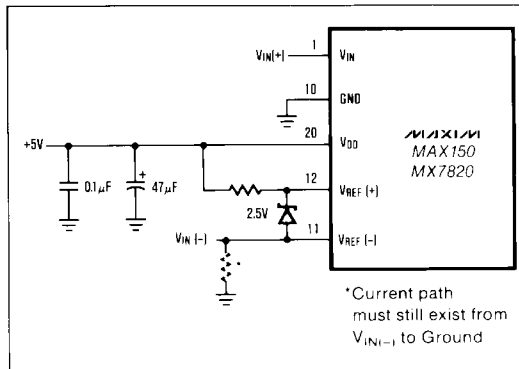 VIN(+)
1
VIN
10
GND
+5V
20
VDD
MAXIM
MAX150
MX7820
0.1µF
+
47µF
12
VREF (+)
2.5V
VIN (-)
11
VREF (-)
*
*Current path
must still exist from
VIN(-) to Ground